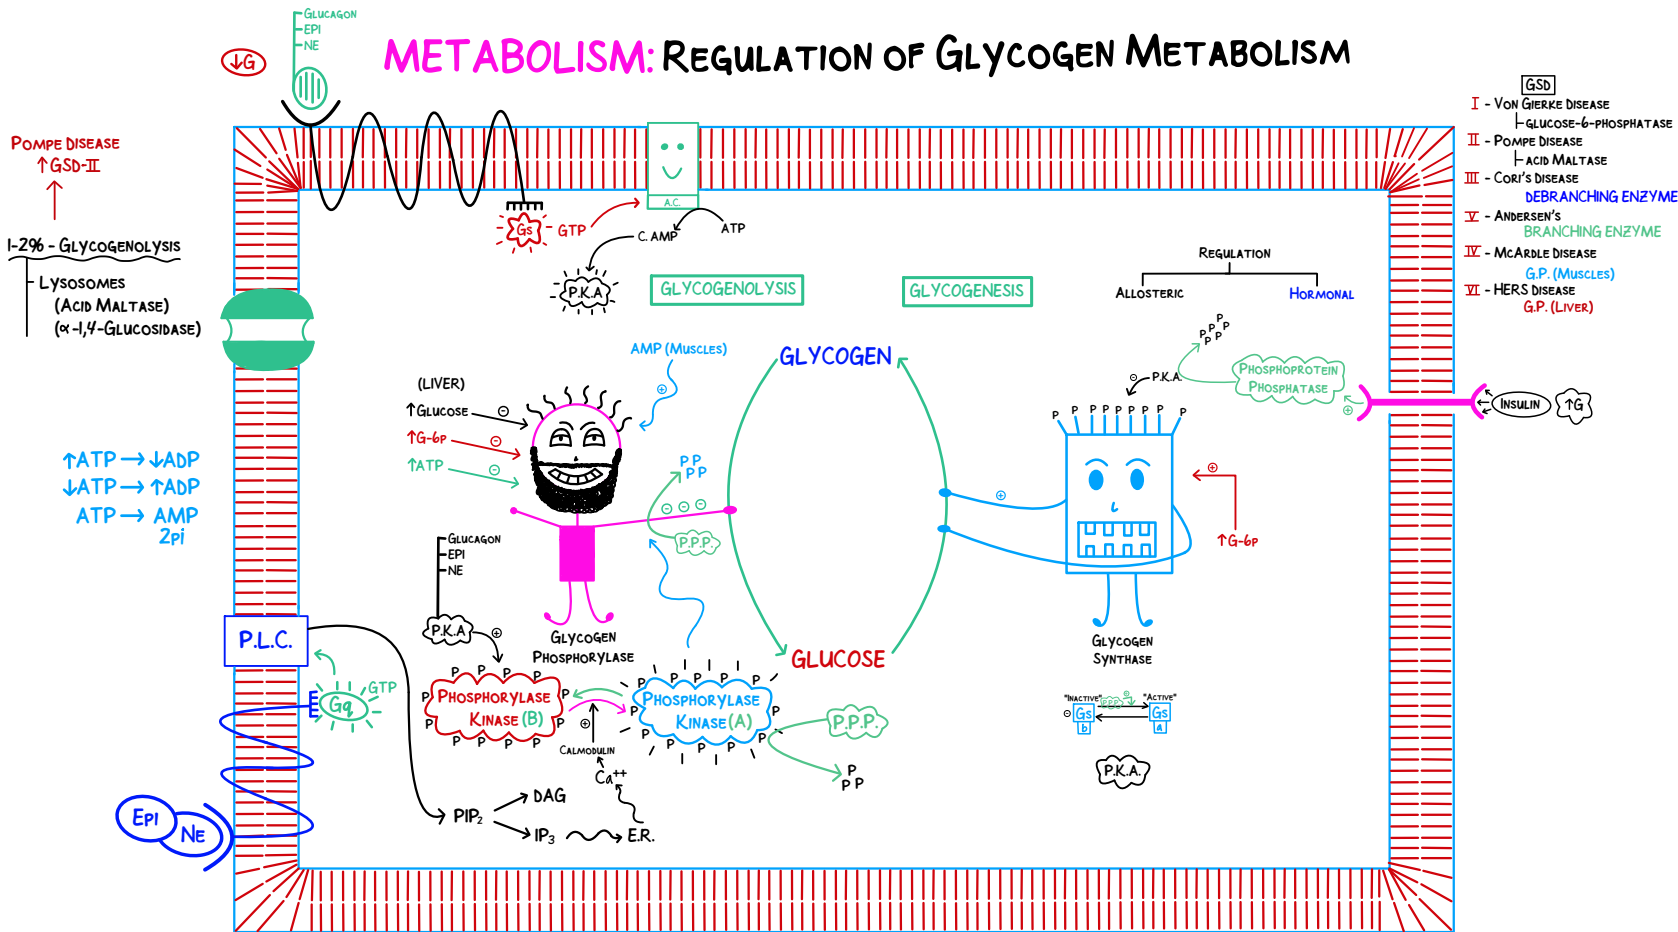 METABOLISM: REGULATION OF GLYCOGEN METABOLISM
GLUCAGON
EPI
NE
↓G
POMPE DISEASE
↑GSD-II
1-2% - GLYCOGENOLYSIS
LYSOSOMES
(ACID MALTASE)
(α-1,4-GLUCOSIDASE)
↑ATP → ↓ADP
↓ATP → ↑ADP
ATP → AMP
2pi
A.C.
Gs
GTP
C. AMP
ATP
P.K.A
GLYCOGENOLYSIS
GLYCOGENESIS
REGULATION
ALLOSTERIC
HORMONAL
GSD
I - VON GIERKE DISEASE
GLUCOSE-6-PHOSPHATASE
II - POMPE DISEASE
ACID MALTASE
III - CORI'S DISEASE
DEBRANCHING ENZYME
V - ANDERSEN'S
BRANCHING ENZYME
IV - MCARDLE DISEASE
G.P. (MUSCLES)
VI - HERS DISEASE
G.P. (LIVER)
AMP (MUSCLES)
⊕
GLYCOGEN
(LIVER)
↑GLUCOSE ⊖
↑G-6P ⊖
↑ATP ⊖
P P
P P
⊖ ⊖ ⊖
P.P.P.
GLUCAGON
EPI
NE
P.K.A
⊕
GLYCOGEN
PHOSPHORYLASE
GLUCOSE
P P P P P
P P P
PHOSPHOPROTEIN
PHOSPHATASE
⊕
⊖ P.K.A.
P P P P P P P P P
INSULIN
↑G
⊕
⊕
↑G-6P
GLYCOGEN
SYNTHASE
P.L.C.
Gq
GTP
EPI
NE
P P P P
P P
PHOSPHORYLASE
KINASE (B)
P P
P P P P
P P P P
P P
PHOSPHORYLASE
KINASE (A)
P P
P P P P
⊕
CALMODULIN
Ca++
P.P.P.
P
P P
PIP2
DAG
IP3
E.R.
"INACTIVE" PPP ⊕ "ACTIVE"
⊖ Gs Gs
b a
P.K.A.